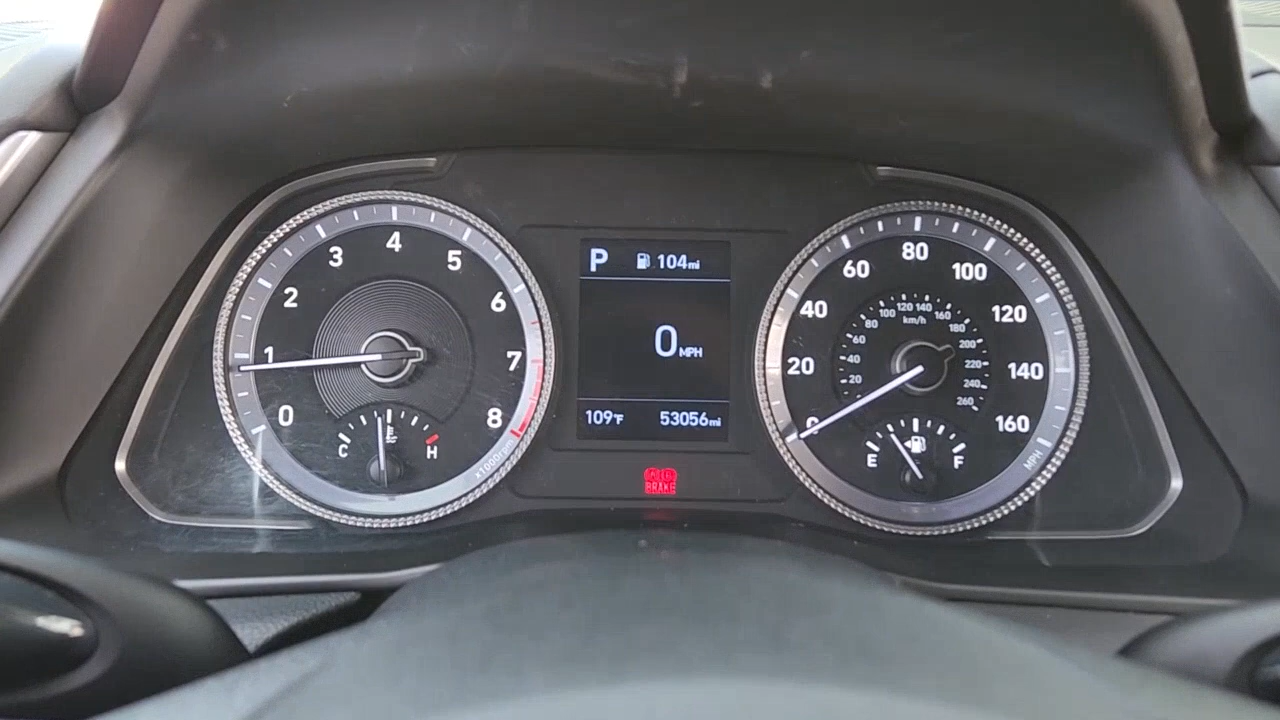 0 1 2 3 4 5 6 7 8
x1000rpm
C H
P 104mi
0 MPH
109°F 53056mi
BRAKE
0 20 40 60 80 100 120 140 160
MPH
20 40 60 80 100 120 140 160 180 200 220 240 260
km/h
E F